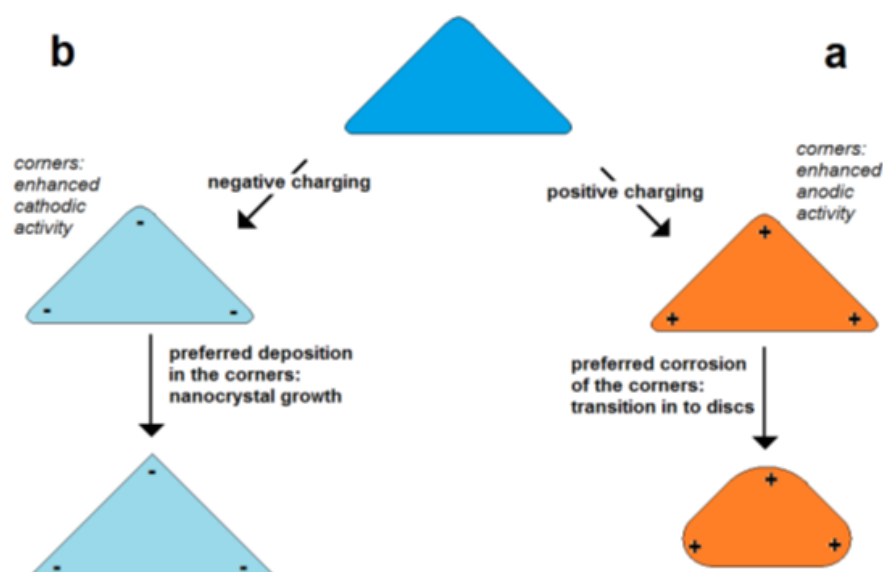 b
a
corners:
enhanced
cathodic
activity
negative charging
positive charging
corners:
enhanced
anodic
activity
-
-
-
+
+
+
preferred deposition
in the corners:
nanocrystal growth
preferred corrosion
of the corners:
transition in to discs
-
-
-
+
+
+